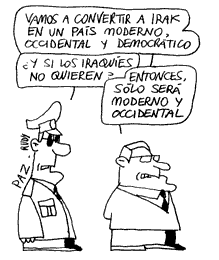 VAMOS A CONVERTIR A IRAK
EN UN PAÍS MODERNO,
OCCIDENTAL Y DEMOCRÁTICO
¿Y SI LOS IRAQUÍES
NO QUIEREN?
ENTONCES,
SÓLO SERÁ
MODERNO Y
OCCIDENTAL
PAZ.. RUDY